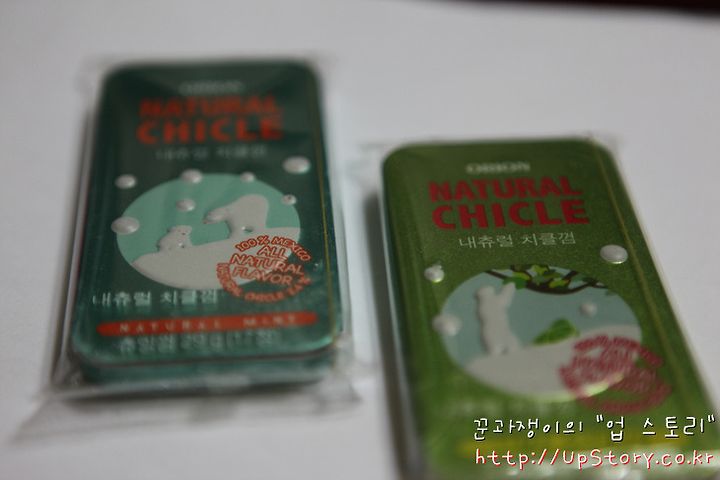 ORION
NATURAL
CHICLE
내츄럴 치클껌
100% MEXICO
ALL
NATURAL
FLAVOR
내츄럴 치클껌
NATURAL MINT
ORION
NATURAL
CHICLE
내츄럴 치클껌
꾼과쟁이의 "업 스토리"
http://UpStory.co.kr